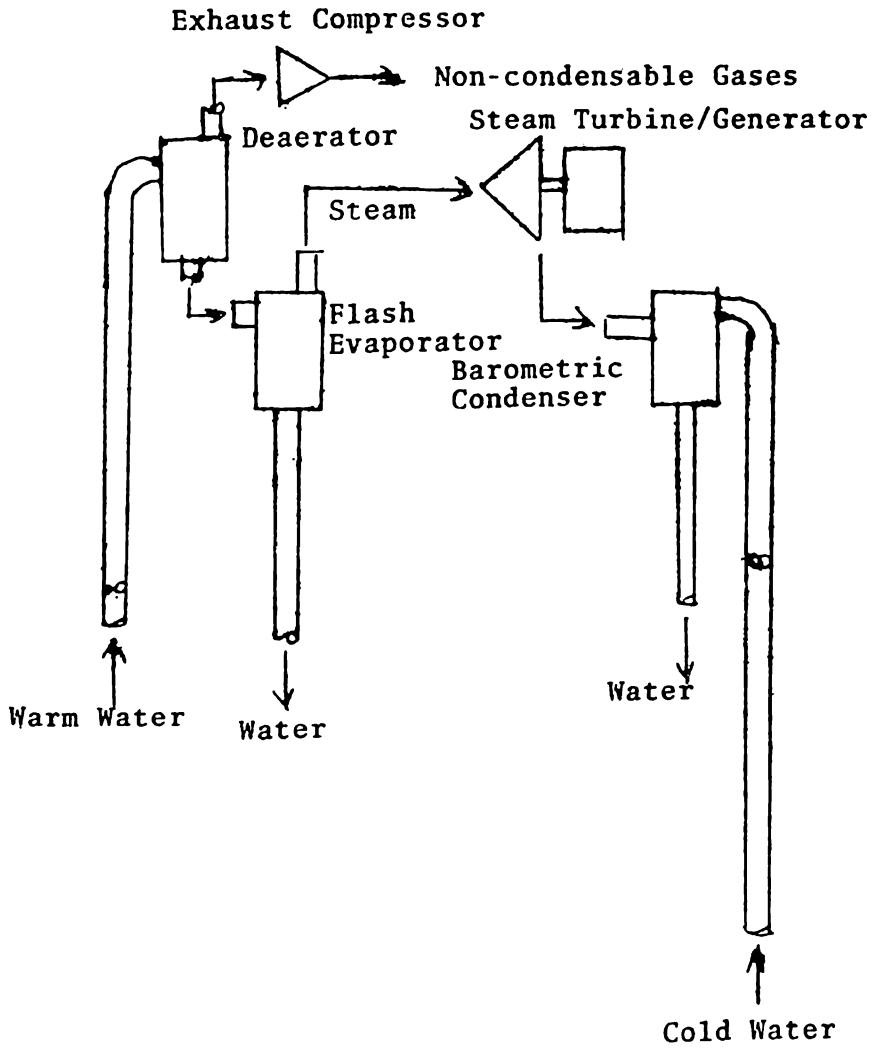 Exhaust Compressor
Non-condensable Gases
Steam Turbine/Generator
Deaerator
Steam
Flash
Evaporator
Barometric
Condenser
Water
Warm Water
Water
Cold Water